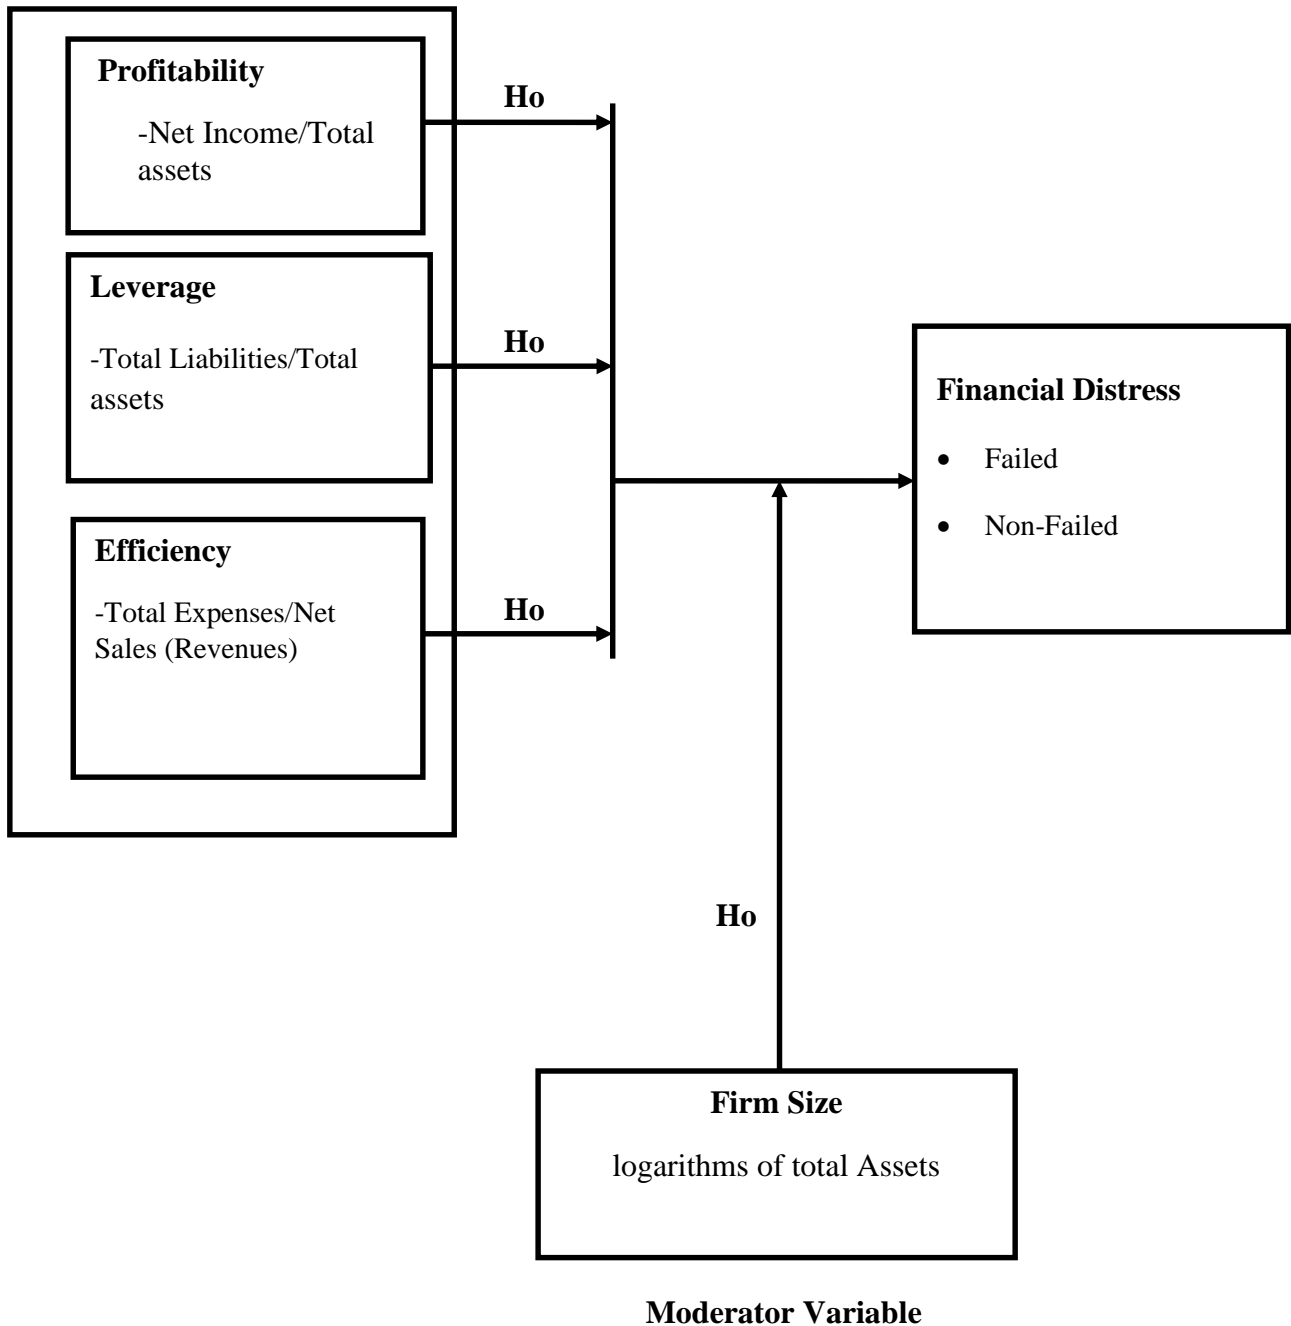 Profitability
-Net Income/Total
assets
Ho
Leverage
-Total Liabilities/Total
assets
Ho
Efficiency
-Total Expenses/Net
Sales (Revenues)
Ho
Financial Distress
• Failed
• Non-Failed
Ho
Firm Size
logarithms of total Assets
Moderator Variable